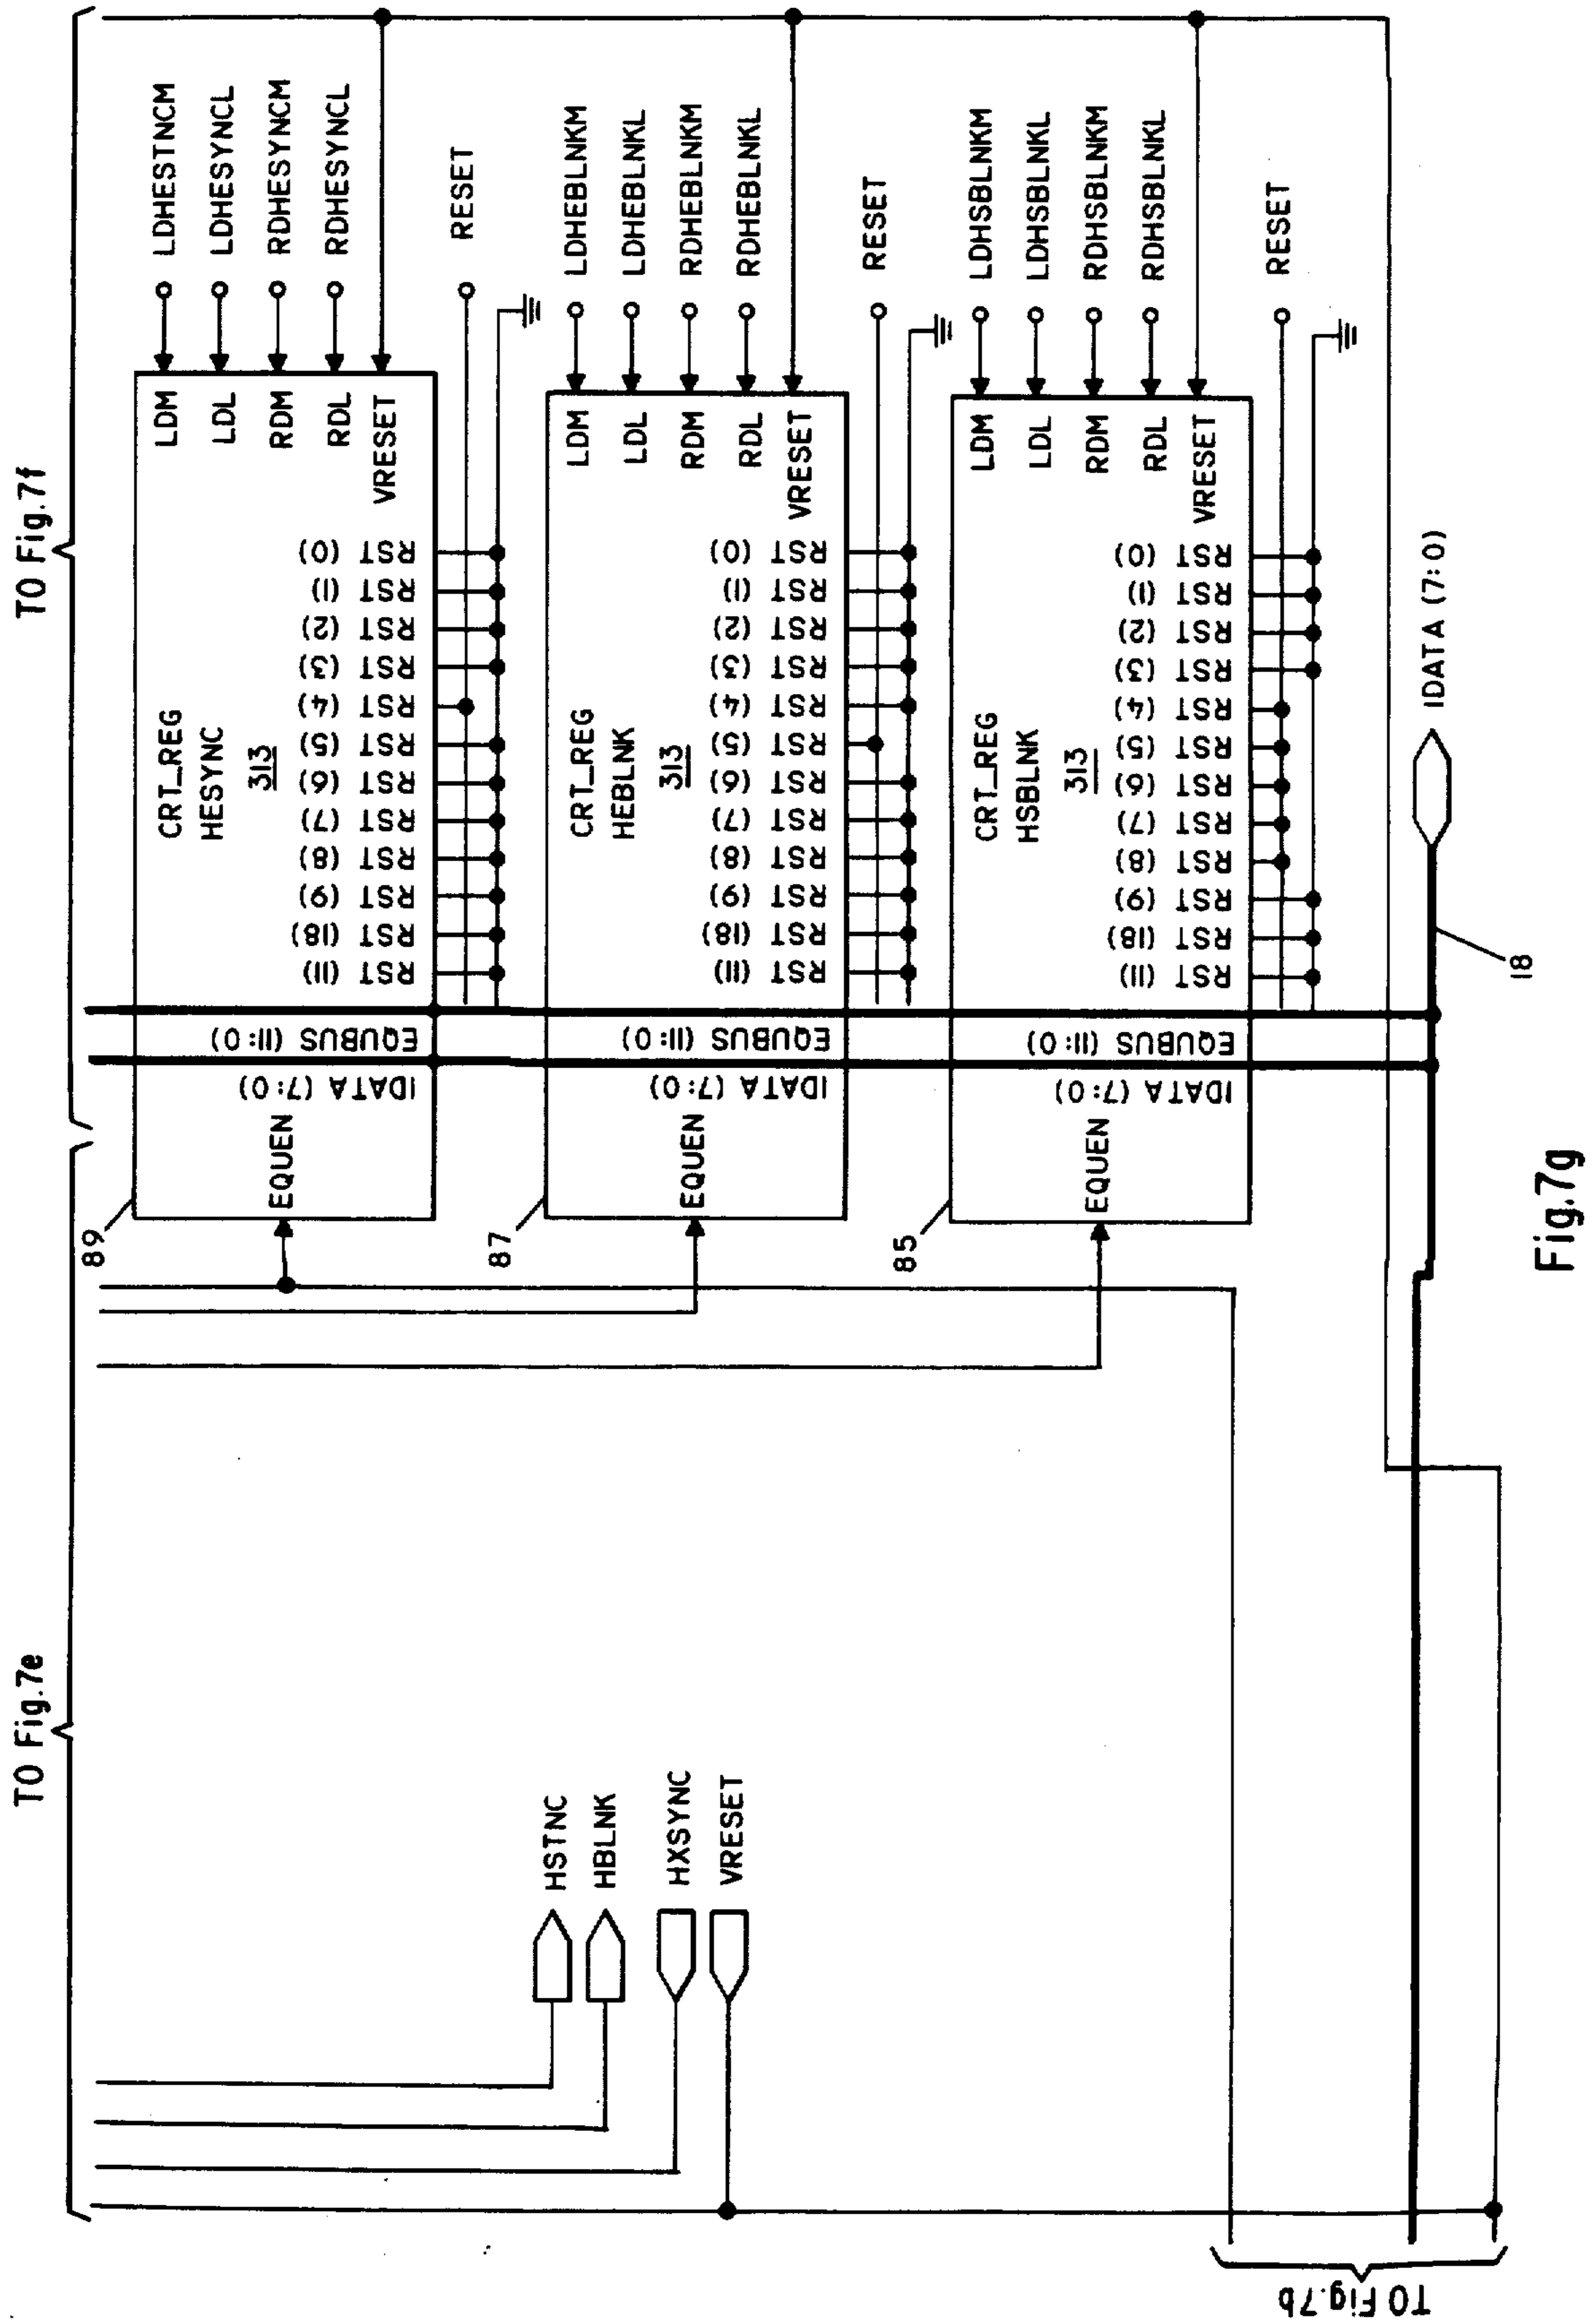 TO Fig.7e
TO Fig.7f
89
CRT_REG
HESYNC
313
LDM
LDL
RDM
RDL
VRESET
LDHESTNCM
LDHESYNCL
RDHESYNCM
RDHESYNCL
RESET
EQUEN
IDATA (7:0)
EQUBUS (11:0)
RST (11)
RST (18)
RST (9)
RST (8)
RST (7)
RST (6)
RST (5)
RST (4)
RST (3)
RST (2)
RST (1)
RST (0)
87
CRT_REG
HEBLNK
313
LDM
LDL
RDM
RDL
VRESET
LDHEBLNKM
LDHEBLNKL
RDHEBLNKM
RDHEBLNKL
RESET
EQUEN
IDATA (7:0)
EQUBUS (11:0)
RST (11)
RST (18)
RST (9)
RST (8)
RST (7)
RST (6)
RST (5)
RST (4)
RST (3)
RST (2)
RST (1)
RST (0)
85
CRT_REG
HSBLNK
313
LDM
LDL
RDM
RDL
VRESET
LDHSBLNKM
LDHSBLNKL
RDHSBLNKM
RDHSBLNKL
RESET
EQUEN
IDATA (7:0)
EQUBUS (11:0)
RST (11)
RST (18)
RST (9)
RST (8)
RST (7)
RST (6)
RST (5)
RST (4)
RST (3)
RST (2)
RST (1)
RST (0)
HSTNC
HBLNK
HXSYNC
VRESET
IDATA (7:0)
18
TO Fig.7b
Fig.7g